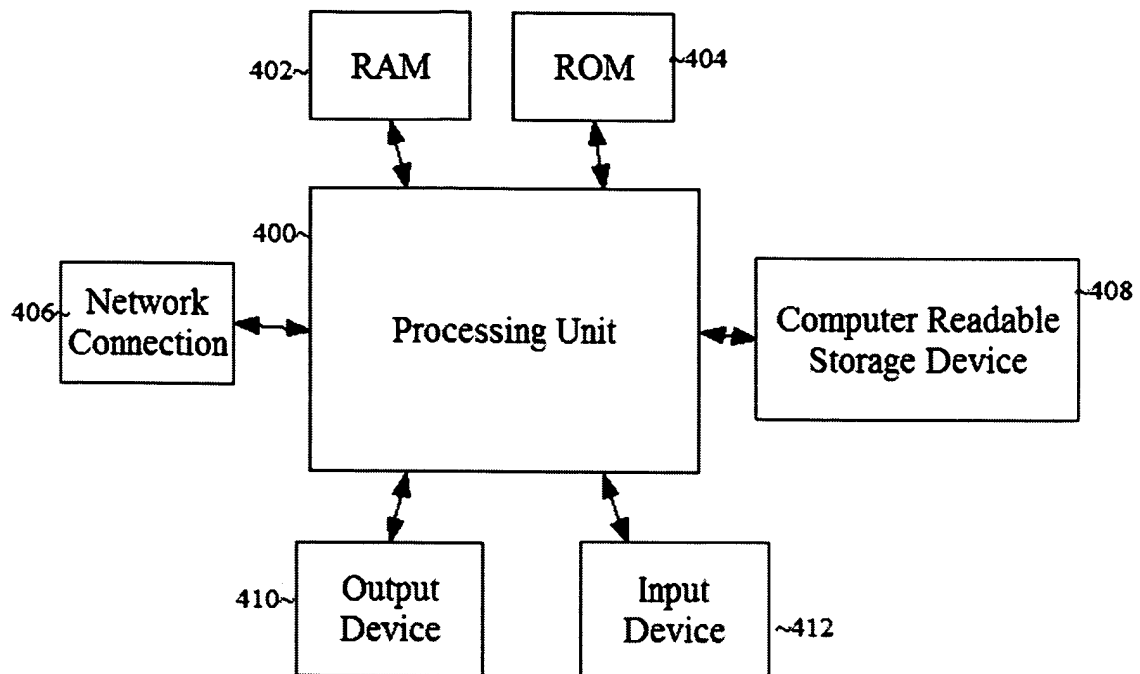 402~ RAM
ROM ~404
400~
406~ Network
Connection
Processing Unit
Computer Readable ~408
Storage Device
410~ Output
Device
Input
Device ~412